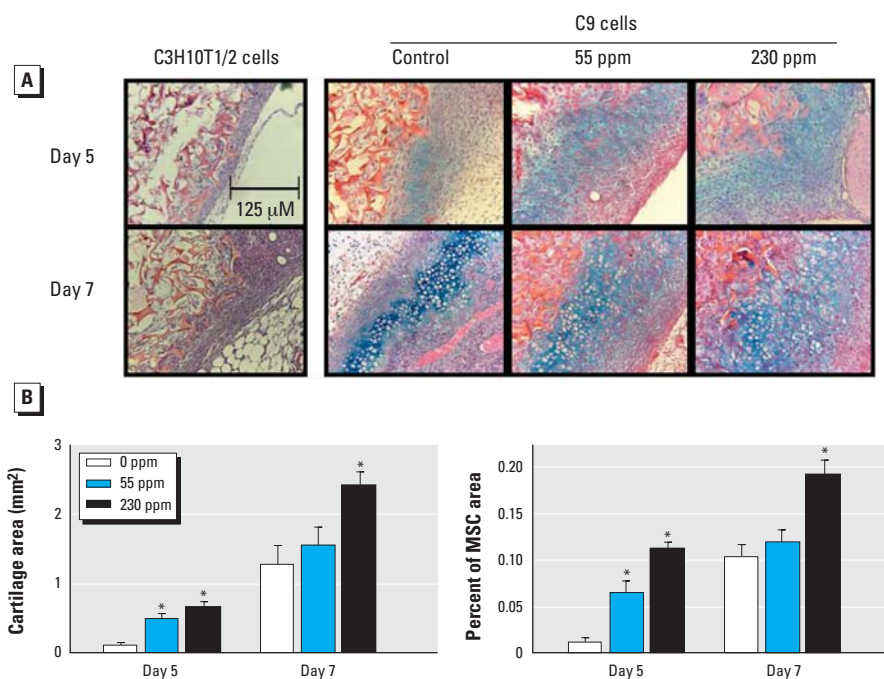 C9 cells
C3H10T1/2 cells Control 55 ppm 230 ppm
A
Day 5
125 µM
Day 7
B
Cartilage area (mm²)
3
2
1
0
0 ppm
55 ppm
230 ppm
* * *
Day 5 Day 7
Percent of MSC area
0.20
0.15
0.10
0.05
0
* * *
Day 5 Day 7